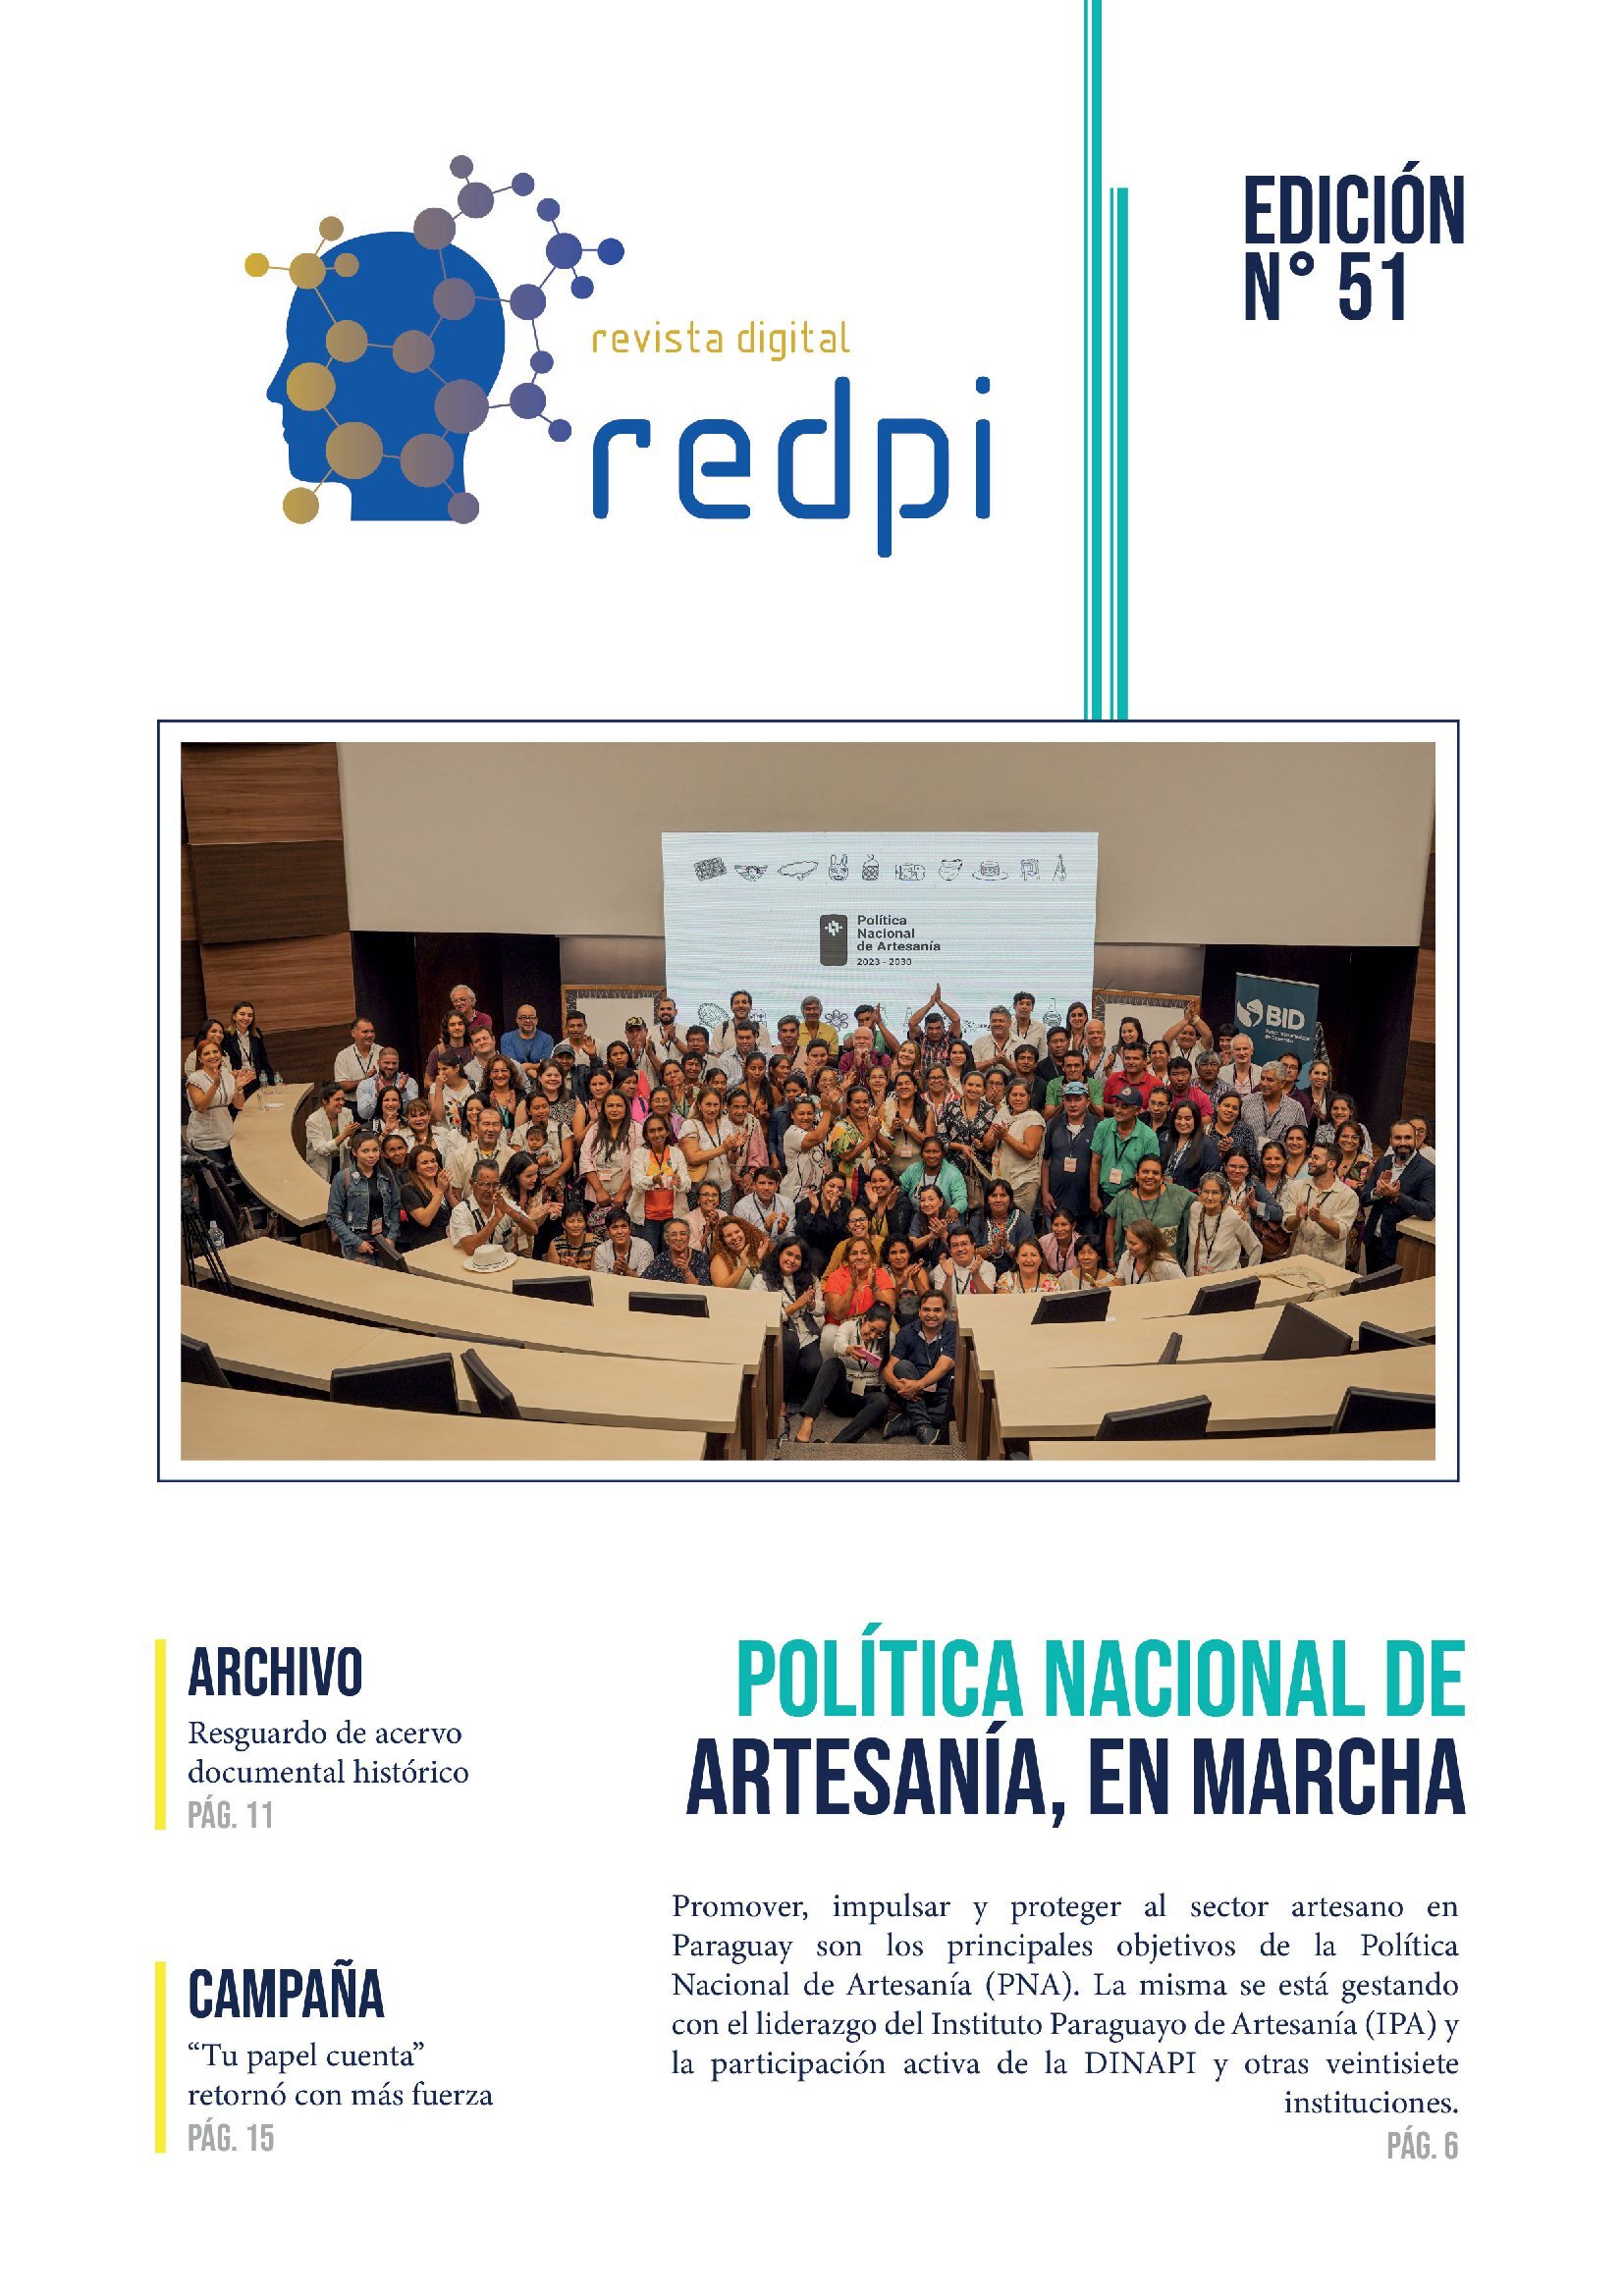 EDICIÓN
N° 51
revista digital
redpi
Política
Nacional
de Artesanía
2023 - 2030
BID
ARCHIVO
Resguardo de acervo
documental histórico
PÁG. 11
CAMPAÑA
“Tu papel cuenta”
retornó con más fuerza
PÁG. 15
POLÍTICA NACIONAL DE
ARTESANÍA, EN MARCHA
Promover, impulsar y proteger al sector artesano en
Paraguay son los principales objetivos de la Política
Nacional de Artesanía (PNA). La misma se está gestando
con el liderazgo del Instituto Paraguayo de Artesanía (IPA) y
la participación activa de la DINAPI y otras veintisiete
instituciones.
PÁG. 6